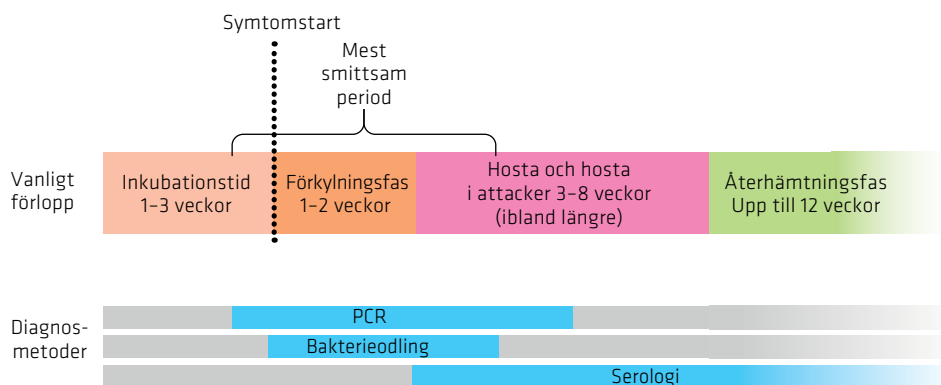 Symtomstart
Mest
smittsam
period
Vanligt
förlopp
Inkubationstid
1–3 veckor
Förkylningsfas
1–2 veckor
Hosta och hosta
i attacker 3–8 veckor
(ibland längre)
Återhämtningsfas
Upp till 12 veckor
Diagnos-
metoder
PCR
Bakterieodling
Serologi